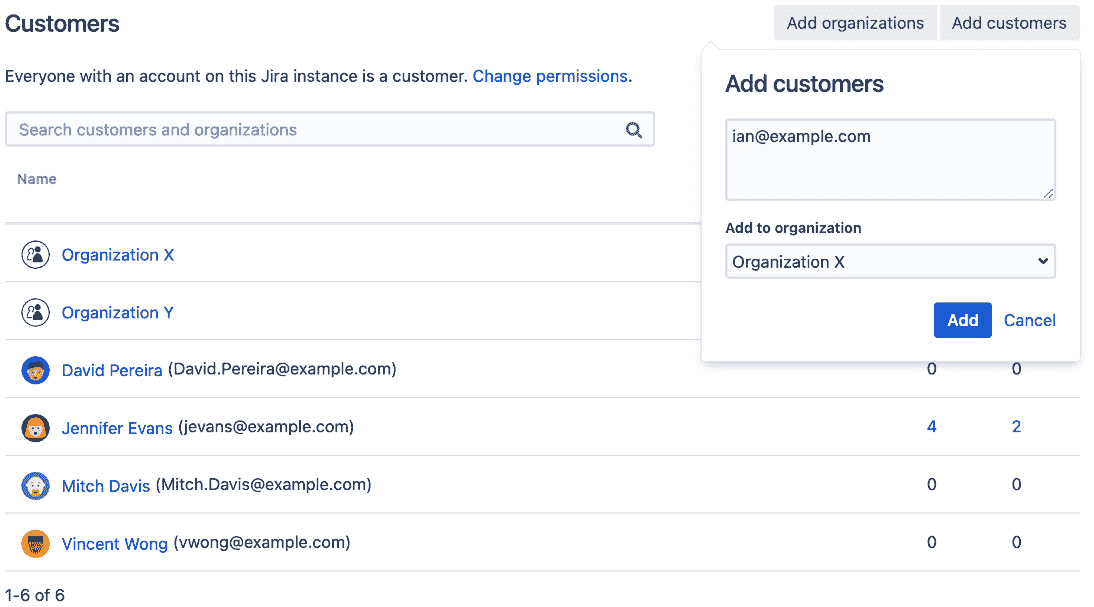 Customers
Add organizations
Add customers
Everyone with an account on this Jira instance is a customer. Change permissions.
Search customers and organizations
Name
Add customers
ian@example.com
Add to organization
Organization X
Add
Cancel
Organization X
Organization Y
David Pereira (David.Pereira@example.com) 0 0
Jennifer Evans (jevans@example.com) 4 2
Mitch Davis (Mitch.Davis@example.com) 0 0
Vincent Wong (vwong@example.com) 0 0
1-6 of 6